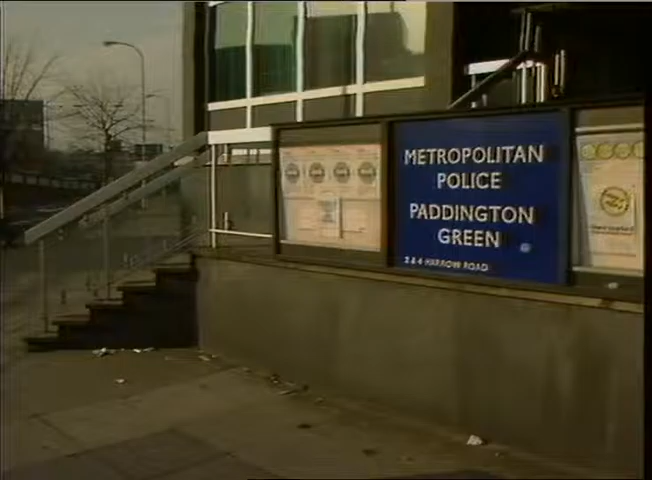 METROPOLITAN
POLICE
PADDINGTON
GREEN
2 & 4 HARROW ROAD